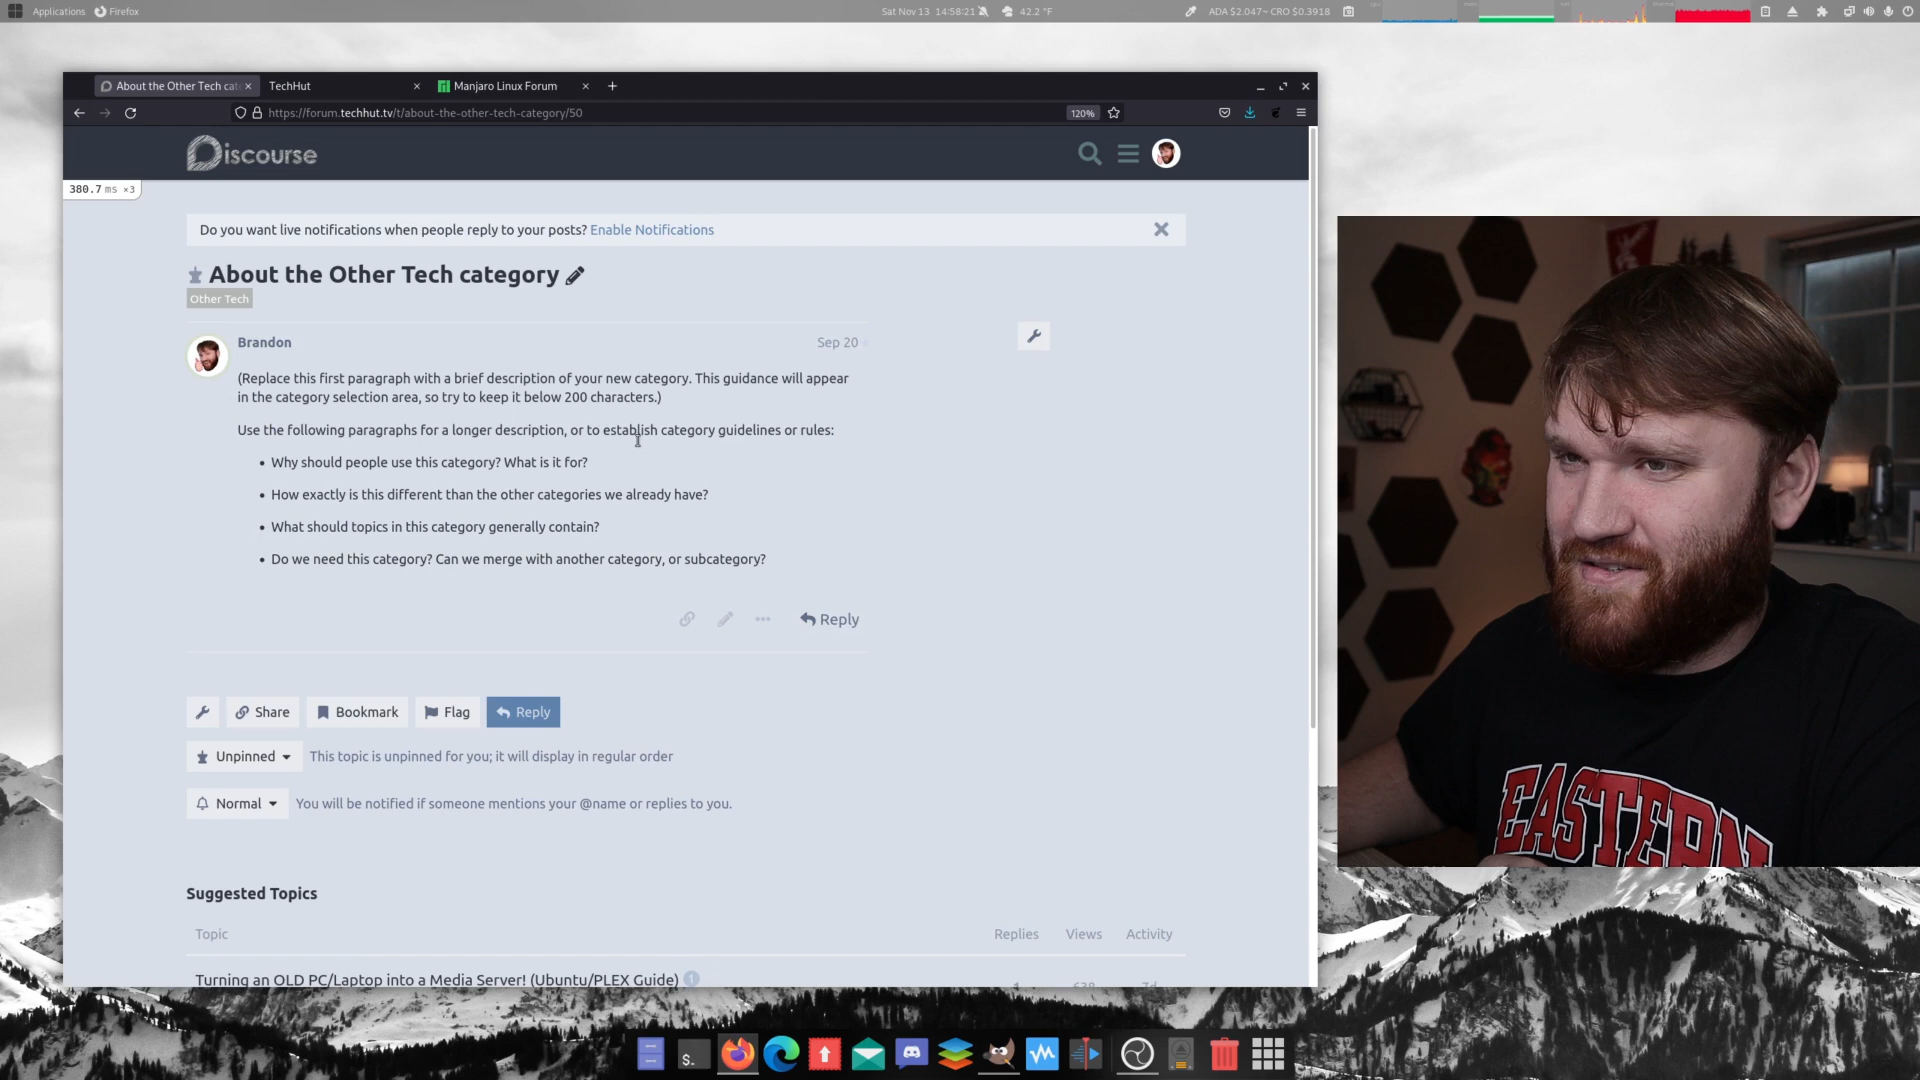 Applications Firefox
Sat Nov 13 14:58:21
42.2 °F
ADA $2.047~ CRO $0.3918
About the Other Tech cat
TechHut
Manjaro Linux Forum
https://forum.techhut.tv/t/about-the-other-tech-category/50
120%
Discourse
380.7 ms ×3
Do you want live notifications when people reply to your posts? Enable Notifications
About the Other Tech category
Other Tech
Brandon
Sep 20
(Replace this first paragraph with a brief description of your new category. This guidance will appear
in the category selection area, so try to keep it below 200 characters.)
Use the following paragraphs for a longer description, or to establish category guidelines or rules:
• Why should people use this category? What is it for?
• How exactly is this different than the other categories we already have?
• What should topics in this category generally contain?
• Do we need this category? Can we merge with another category, or subcategory?
Reply
Share
Bookmark
Flag
Reply
Unpinned
This topic is unpinned for you; it will display in regular order
Normal
You will be notified if someone mentions your @name or replies to you.
Suggested Topics
Topic
Replies
Views
Activity
Turning an OLD PC/Laptop into a Media Server! (Ubuntu/PLEX Guide) 1
EASTERN
$_